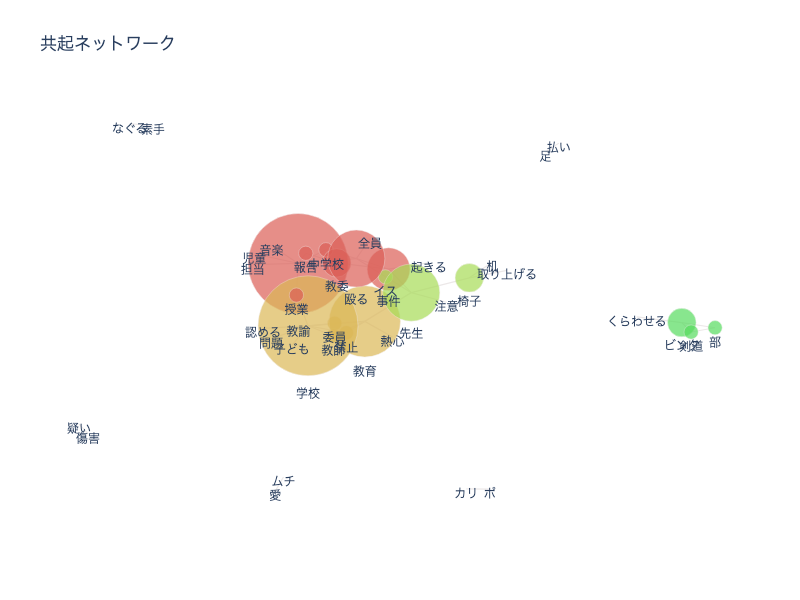 共起ネットワーク
なぐる
素手
払い
足
全員
音楽
児童
担当
報告
中学校
起きる
机
取り上げる
教委
イス
殴る
事件
椅子
注意
授業
くらわせる
認める
教諭
問題
委員
先生
熱心
子ども
教師
禁止
ビンタ
剣道
部
教育
学校
疑い
傷害
ムチ
愛
カリ
ポ